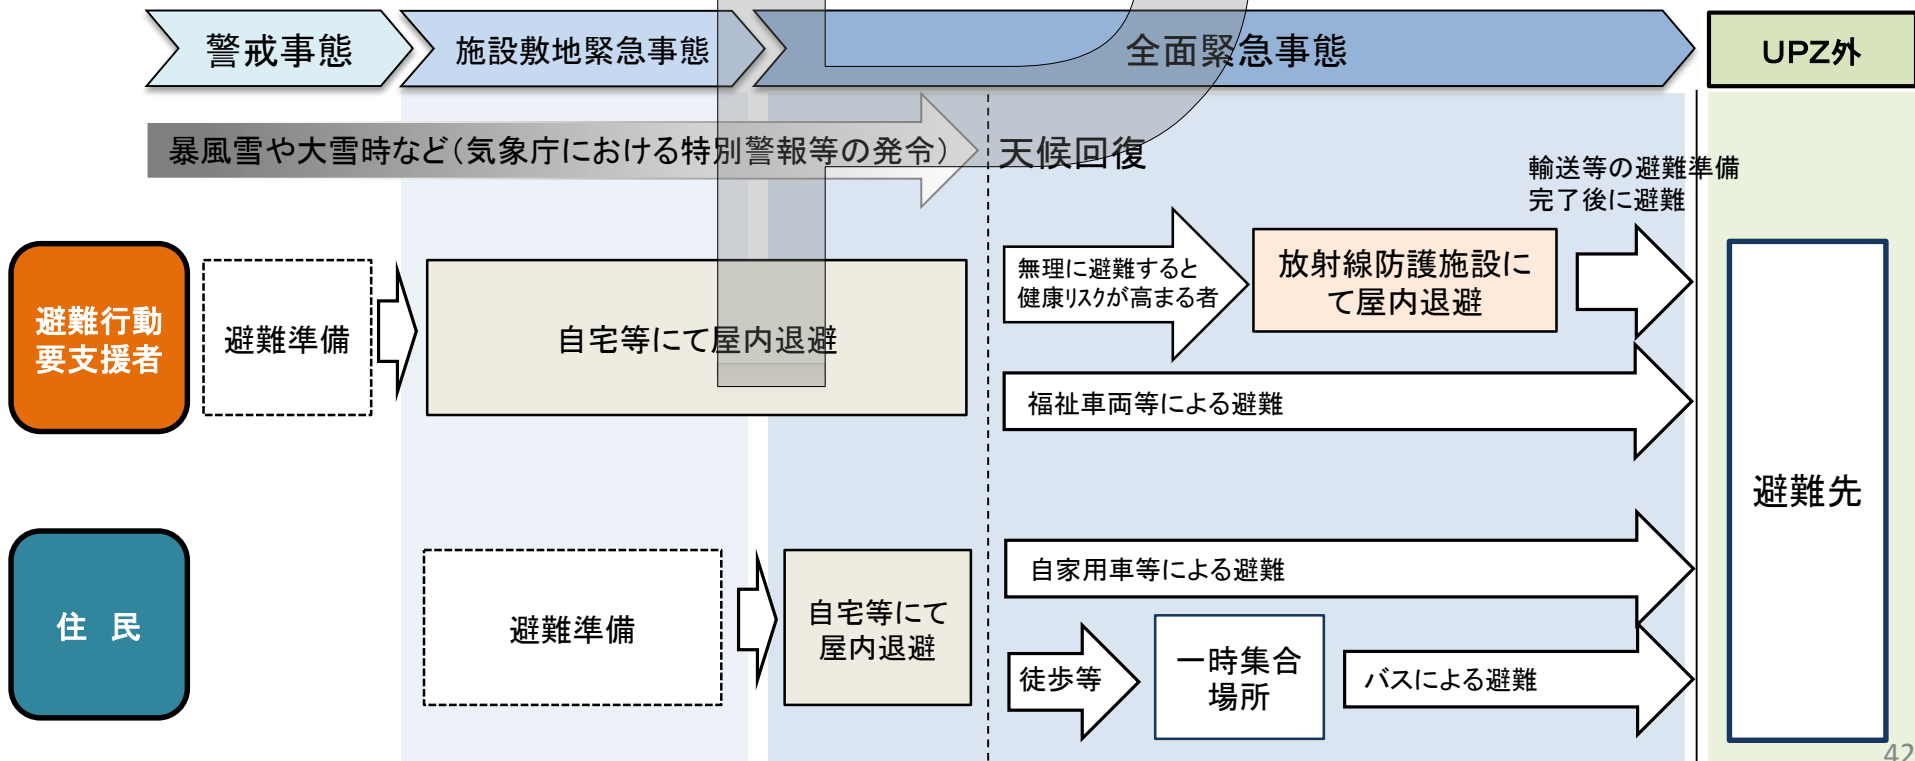 警戒事態
施設敷地緊急事態
全面緊急事態
UPZ外
暴風雪や大雪時など(気象庁における特別警報等の発令)
天候回復
輸送等の避難準備
完了後に避難
避難行動
要支援者
避難準備
自宅等にて屋内退避
無理に避難すると
健康リスクが高まる者
放射線防護施設に
て屋内退避
福祉車両等による避難
避難先
住 民
避難準備
自宅等にて
屋内退避
自家用車等による避難
徒歩等
一時集合
場所
バスによる避難
42